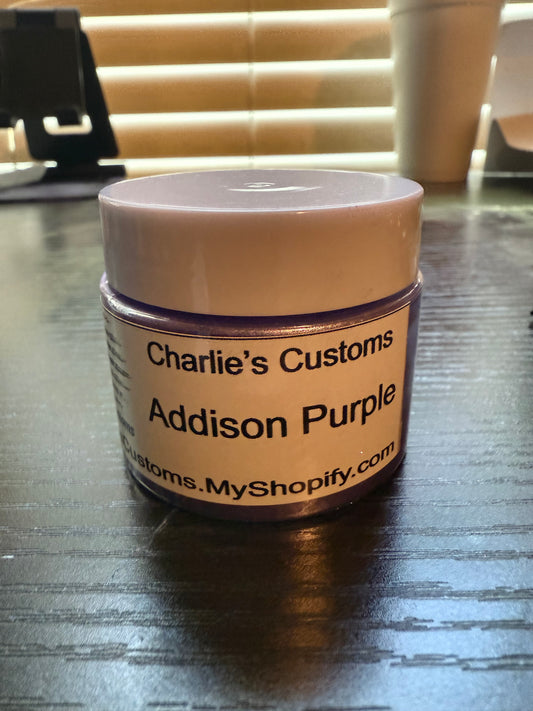 Charlie's Customs
Addison Purple
Customs.MyShopify.com